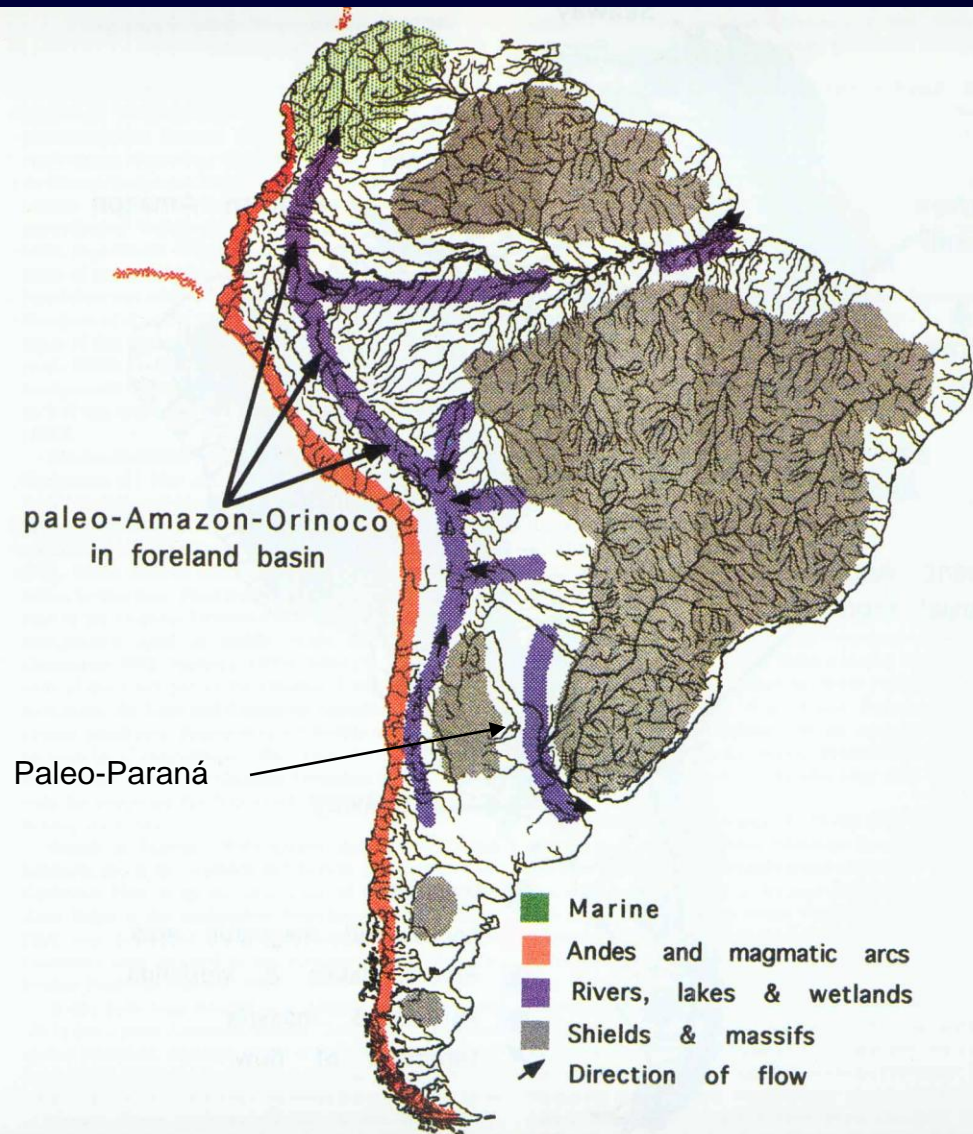 Seaway
paleo-Amazon-Orinoco
in foreland basin
Paleo-Paraná
Marine
Andes and magmatic arcs
Rivers, lakes & wetlands
Shields & massifs
Direction of flow